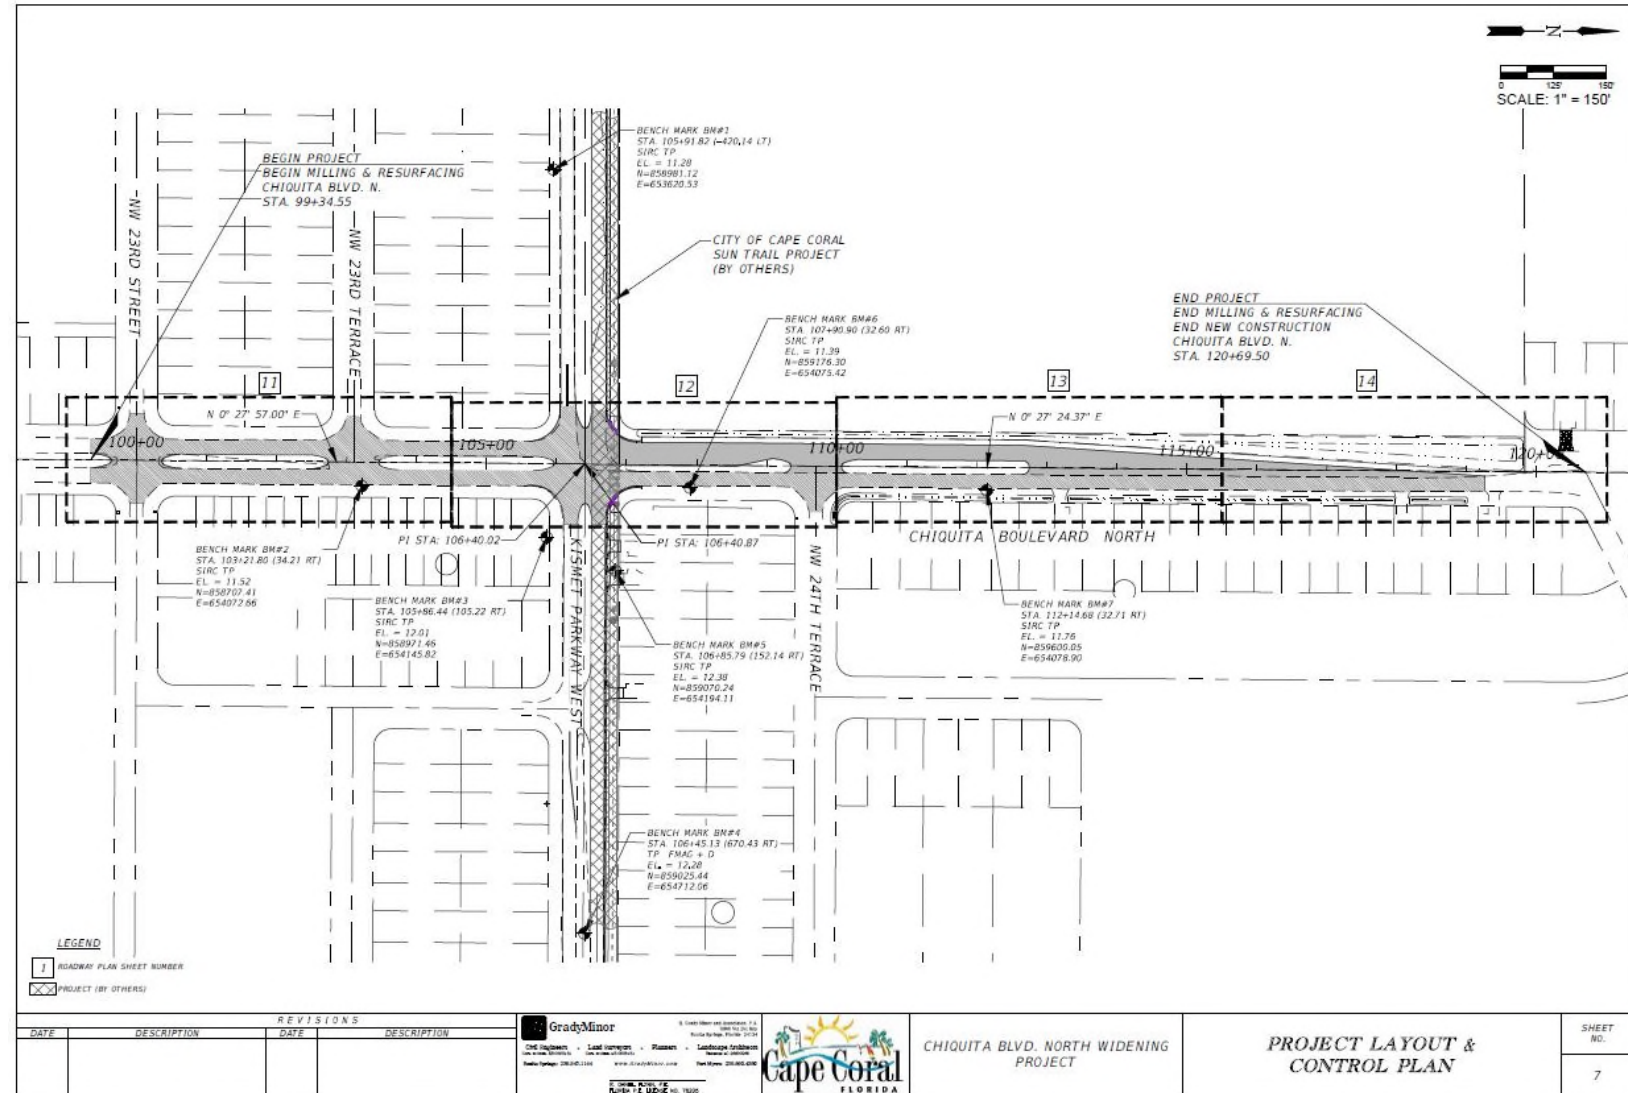 N
0 125' 150'
SCALE: 1" = 150'
BENCH MARK BM#1
STA. 105+91.82 (-420.14 LT)
SIRC TP
EL. = 11.28
N=858981.12
E=653620.53
BEGIN PROJECT
BEGIN MILLING & RESURFACING
CHIQUITA BLVD. N.
STA. 99+34.55
NW 23RD STREET
NW 23RD TERRACE
CITY OF CAPE CORAL
SUN TRAIL PROJECT
(BY OTHERS)
BENCH MARK BM#6
STA. 107+90.90 (32.60 RT)
SIRC TP
EL. = 11.39
N=859176.30
E=654075.42
END PROJECT
END MILLING & RESURFACING
END NEW CONSTRUCTION
CHIQUITA BLVD. N.
STA. 120+69.50
11
12
13
14
N 0° 27' 57.00" E
N 0° 27' 24.37" E
100+00
105+00
110+00
115+00
PI STA: 106+40.02
PI STA: 106+40.87
CHIQUITA BOULEVARD NORTH
BENCH MARK BM#2
STA. 103+21.80 (34.21 RT)
SIRC TP
EL. = 11.52
N=858707.41
E=654072.66
BENCH MARK BM#3
STA. 105+86.44 (105.22 RT)
SIRC TP
EL. = 12.01
N=858971.46
E=654145.82
KISMET PARKWAY WEST
NW 24TH TERRACE
BENCH MARK BM#5
STA. 106+85.79 (152.14 RT)
SIRC TP
EL. = 12.38
N=859070.24
E=654194.11
BENCH MARK BM#7
STA. 112+14.68 (32.71 RT)
SIRC TP
EL. = 11.76
N=859600.05
E=654078.90
BENCH MARK BM#4
STA. 106+45.13 (670.43 RT)
TP FMAG + D
EL. = 12.28
N=859025.44
E=654712.06
LEGEND
1 ROADWAY PLAN SHEET NUMBER
PROJECT (BY OTHERS)
REVISIONS
DATE DESCRIPTION DATE DESCRIPTION
GradyMinor
Civil Engineers . Land Surveyors . Planners . Landscape Architects
www.GradyMinor.com
Cape Coral
FLORIDA
CHIQUITA BLVD. NORTH WIDENING
PROJECT
PROJECT LAYOUT &
CONTROL PLAN
SHEET
NO.
7